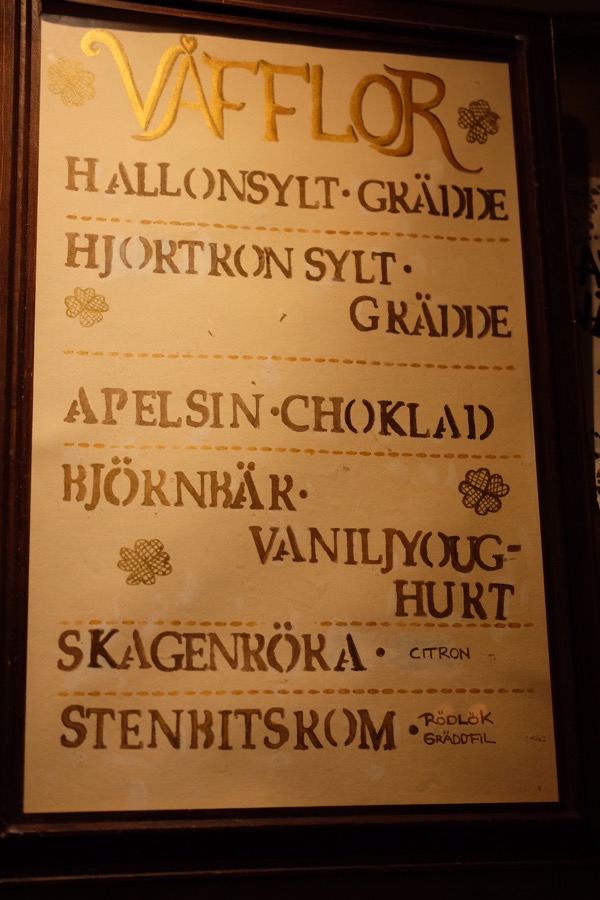 VÅFFLOR
HALLONSYLT · GRÄDDE
HJORTRON SYLT ·
GRÄDDE
APELSIN · CHOKLAD
BJÖRNBÄR ·
VANILJYOUG-
HURT
SKAGENRÖRA · CITRON
STENBITSROM · RÖDLÖK
GRÄDDFIL